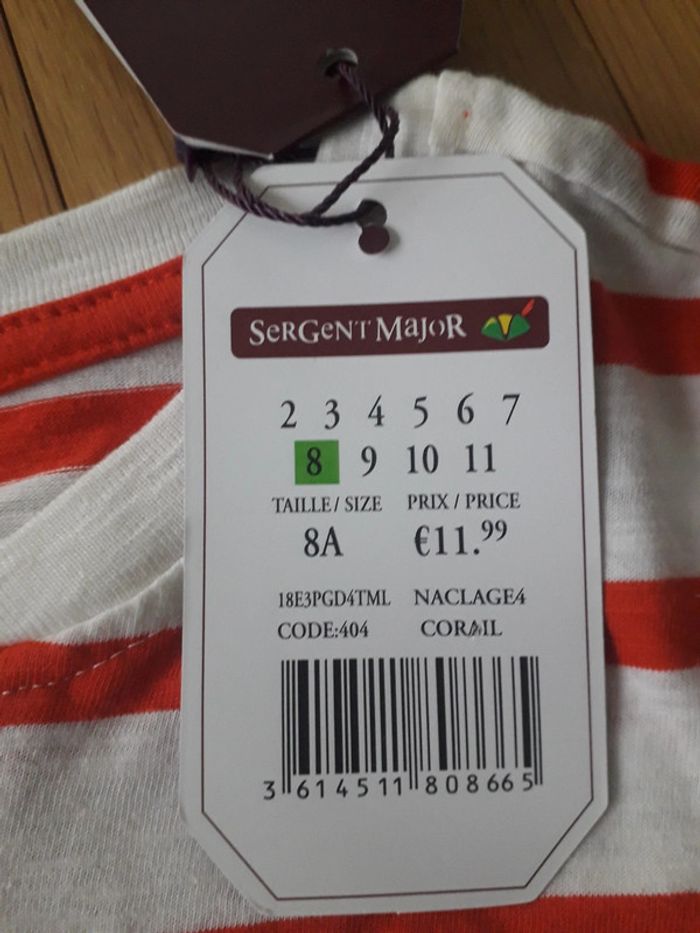 SeRGeNT MaJoR
2 3 4 5 6 7
8 9 10 11
TAILLE / SIZE PRIX / PRICE
8A €11.99
18E3PGD4TML NACLAGE4
CODE:404 CORAIL
3 614511 808665